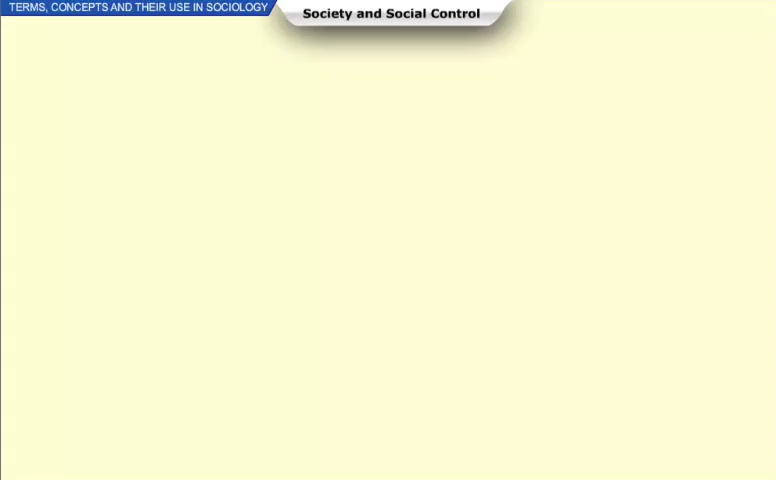 TERMS, CONCEPTS AND THEIR USE IN SOCIOLOGY
Society and Social Control